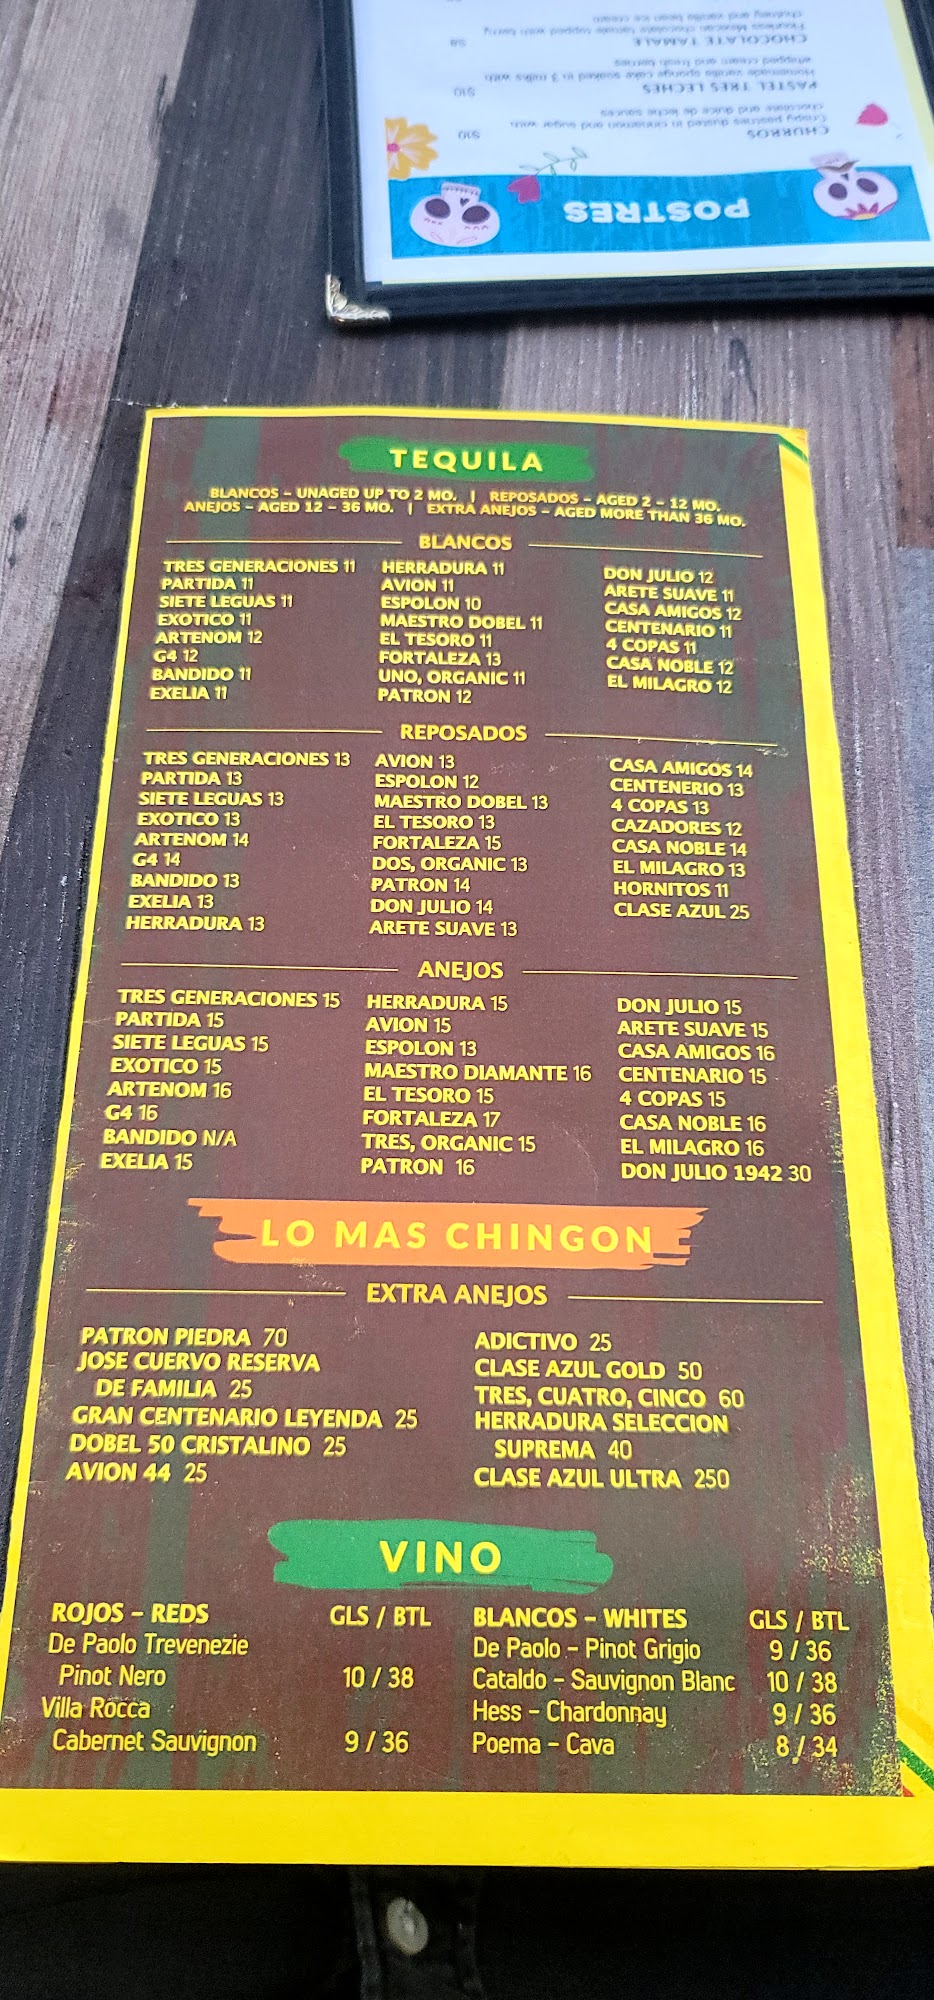 POSTRES
CHURROS $10
Crispy pastries dusted in cinnamon and sugar with
chocolate and dulce de leche sauces
PASTEL TRES LECHES $10
Homemade vanilla sponge cake soaked in 3 milks with
whipped cream and fresh berries
CHOCOLATE TAMALE $8
Flourless Mexican chocolate tamale topped with berry
chutney and vanilla bean ice cream
TEQUILA
BLANCOS – UNAGED UP TO 2 MO. | REPOSADOS – AGED 2 – 12 MO.
ANEJOS – AGED 12 – 36 MO. | EXTRA ANEJOS – AGED MORE THAN 36 MO.
BLANCOS
TRES GENERACIONES 11
PARTIDA 11
SIETE LEGUAS 11
EXOTICO 11
ARTENOM 12
G4 12
BANDIDO 11
EXELIA 11
HERRADURA 11
AVION 11
ESPOLON 10
MAESTRO DOBEL 11
EL TESORO 11
FORTALEZA 13
UNO, ORGANIC 11
PATRON 12
DON JULIO 12
ARETE SUAVE 11
CASA AMIGOS 12
CENTENARIO 11
4 COPAS 11
CASA NOBLE 12
EL MILAGRO 12
REPOSADOS
TRES GENERACIONES 13
PARTIDA 13
SIETE LEGUAS 13
EXOTICO 13
ARTENOM 14
G4 14
BANDIDO 13
EXELIA 13
HERRADURA 13
AVION 13
ESPOLON 12
MAESTRO DOBEL 13
EL TESORO 13
FORTALEZA 15
DOS, ORGANIC 13
PATRON 14
DON JULIO 14
ARETE SUAVE 13
CASA AMIGOS 14
CENTENERIO 13
4 COPAS 13
CAZADORES 12
CASA NOBLE 14
EL MILAGRO 13
HORNITOS 11
CLASE AZUL 25
ANEJOS
TRES GENERACIONES 15
PARTIDA 15
SIETE LEGUAS 15
EXOTICO 15
ARTENOM 16
G4 16
BANDIDO N/A
EXELIA 15
HERRADURA 15
AVION 15
ESPOLON 13
MAESTRO DIAMANTE 16
EL TESORO 15
FORTALEZA 17
TRES, ORGANIC 15
PATRON 16
DON JULIO 15
ARETE SUAVE 15
CASA AMIGOS 16
CENTENARIO 15
4 COPAS 15
CASA NOBLE 16
EL MILAGRO 16
DON JULIO 1942 30
LO MAS CHINGON
EXTRA ANEJOS
PATRON PIEDRA 70
JOSE CUERVO RESERVA
DE FAMILIA 25
GRAN CENTENARIO LEYENDA 25
DOBEL 50 CRISTALINO 25
AVION 44 25
ADICTIVO 25
CLASE AZUL GOLD 50
TRES, CUATRO, CINCO 60
HERRADURA SELECCION
SUPREMA 40
CLASE AZUL ULTRA 250
VINO
ROJOS – REDS GLS / BTL
De Paolo Trevenezie
Pinot Nero 10 / 38
Villa Rocca
Cabernet Sauvignon 9 / 36
BLANCOS – WHITES GLS / BTL
De Paolo – Pinot Grigio 9 / 36
Cataldo – Sauvignon Blanc 10 / 38
Hess – Chardonnay 9 / 36
Poema – Cava 8 / 34